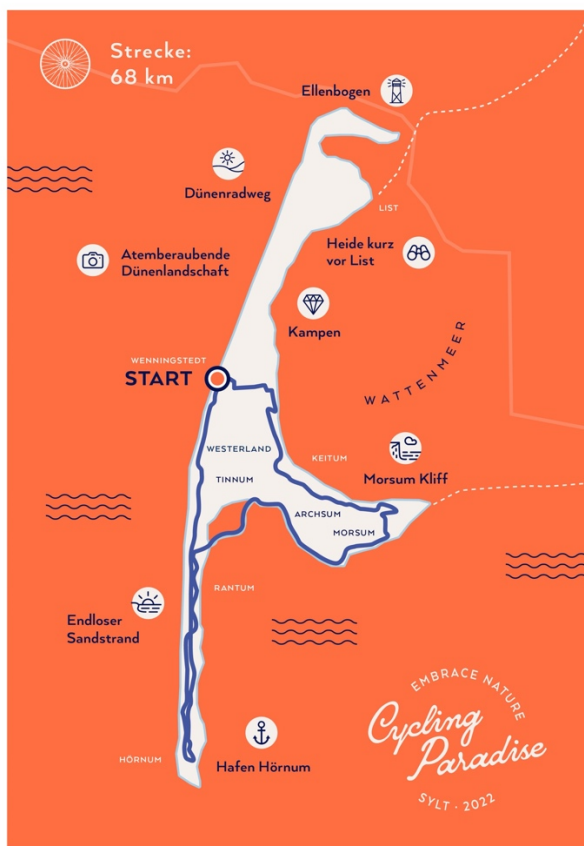 Strecke:
68 km
Ellenbogen
Dünenradweg
LIST
Atemberaubende
Dünenlandschaft
Heide kurz
vor List
Kampen
WENNINGSTEDT
START
WATTENMEER
WESTERLAND
KEITUM
TINNUM
Morsum Kliff
ARCHSUM
MORSUM
RANTUM
Endloser
Sandstrand
HÖRNUM
Hafen Hörnum
EMBRACE NATURE
Cycling
Paradise
SYLT · 2022